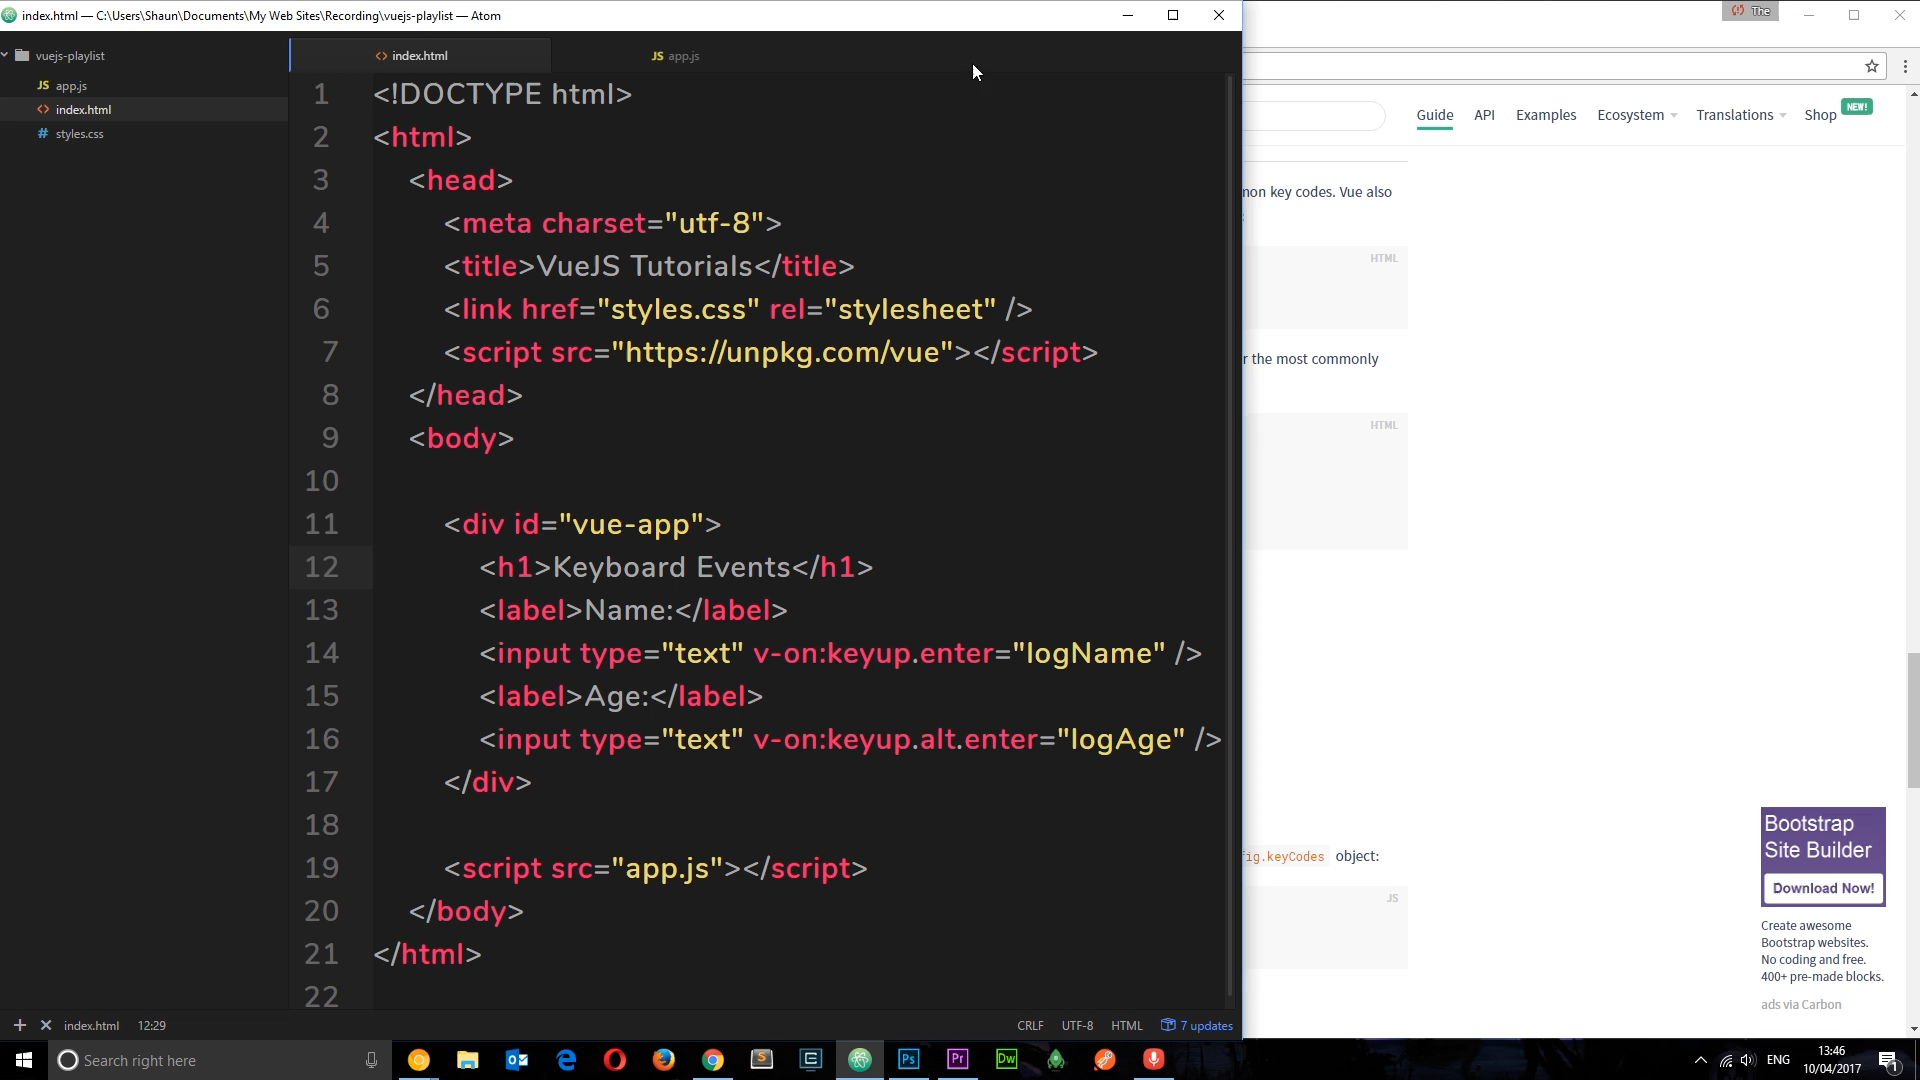 index.html — C:\Users\Shaun\Documents\My Web Sites\Recording\vuejs-playlist — Atom
The
vuejs-playlist
JS app.js
<> index.html
# styles.css
<> index.html
JS app.js
1 <!DOCTYPE html>
2 <html>
3 <head>
4 <meta charset="utf-8">
5 <title>VueJS Tutorials</title>
6 <link href="styles.css" rel="stylesheet" />
7 <script src="https://unpkg.com/vue"></script>
8 </head>
9 <body>
10
11 <div id="vue-app">
12 <h1>Keyboard Events</h1>
13 <label>Name:</label>
14 <input type="text" v-on:keyup.enter="logName" />
15 <label>Age:</label>
16 <input type="text" v-on:keyup.alt.enter="logAge" />
17 </div>
18
19 <script src="app.js"></script>
20 </body>
21 </html>
22
index.html 12:29
CRLF UTF-8 HTML 7 updates
Guide API Examples Ecosystem Translations Shop NEW!
key codes. Vue also
HTML
the most commonly
HTML
ig.keyCodes object:
JS
Bootstrap
Site Builder
Download Now!
Create awesome
Bootstrap websites.
No coding and free.
400+ pre-made blocks.
ads via Carbon
Search right here
Ps
Pr
Dw
ENG
13:46
10/04/2017
1